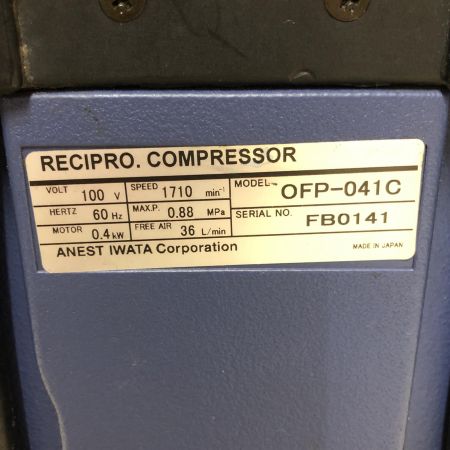 RECIPRO. COMPRESSOR
VOLT 100 V SPEED 1710 min⁻¹ MODEL OFP-041C
HERTZ 60 Hz MAX.P. 0.88 MPa SERIAL NO. FB0141
MOTOR 0.4 kW FREE AIR 36 L/min
ANEST IWATA Corporation MADE IN JAPAN